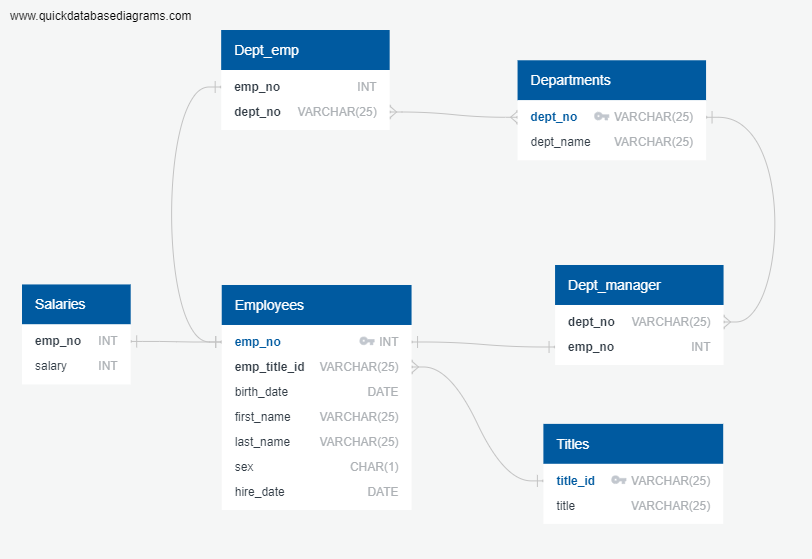 www.quickdatabasediagrams.com
Dept_emp
emp_no INT
dept_no VARCHAR(25)
Departments
dept_no VARCHAR(25)
dept_name VARCHAR(25)
Salaries
emp_no INT
salary INT
Employees
emp_no INT
emp_title_id VARCHAR(25)
birth_date DATE
first_name VARCHAR(25)
last_name VARCHAR(25)
sex CHAR(1)
hire_date DATE
Dept_manager
dept_no VARCHAR(25)
emp_no INT
Titles
title_id VARCHAR(25)
title VARCHAR(25)